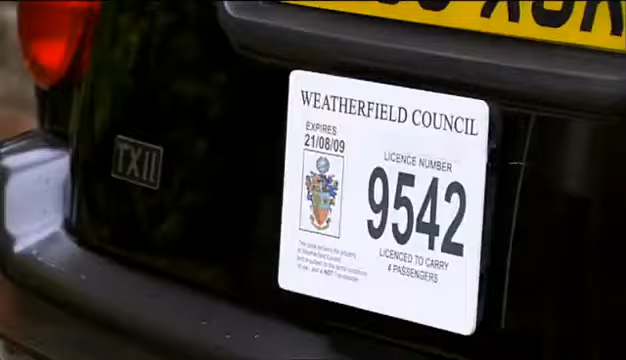 WEATHERFIELD COUNCIL
EXPIRES
21/08/09
LICENCE NUMBER
9542
LICENCED TO CARRY
4 PASSENGERS
TXII